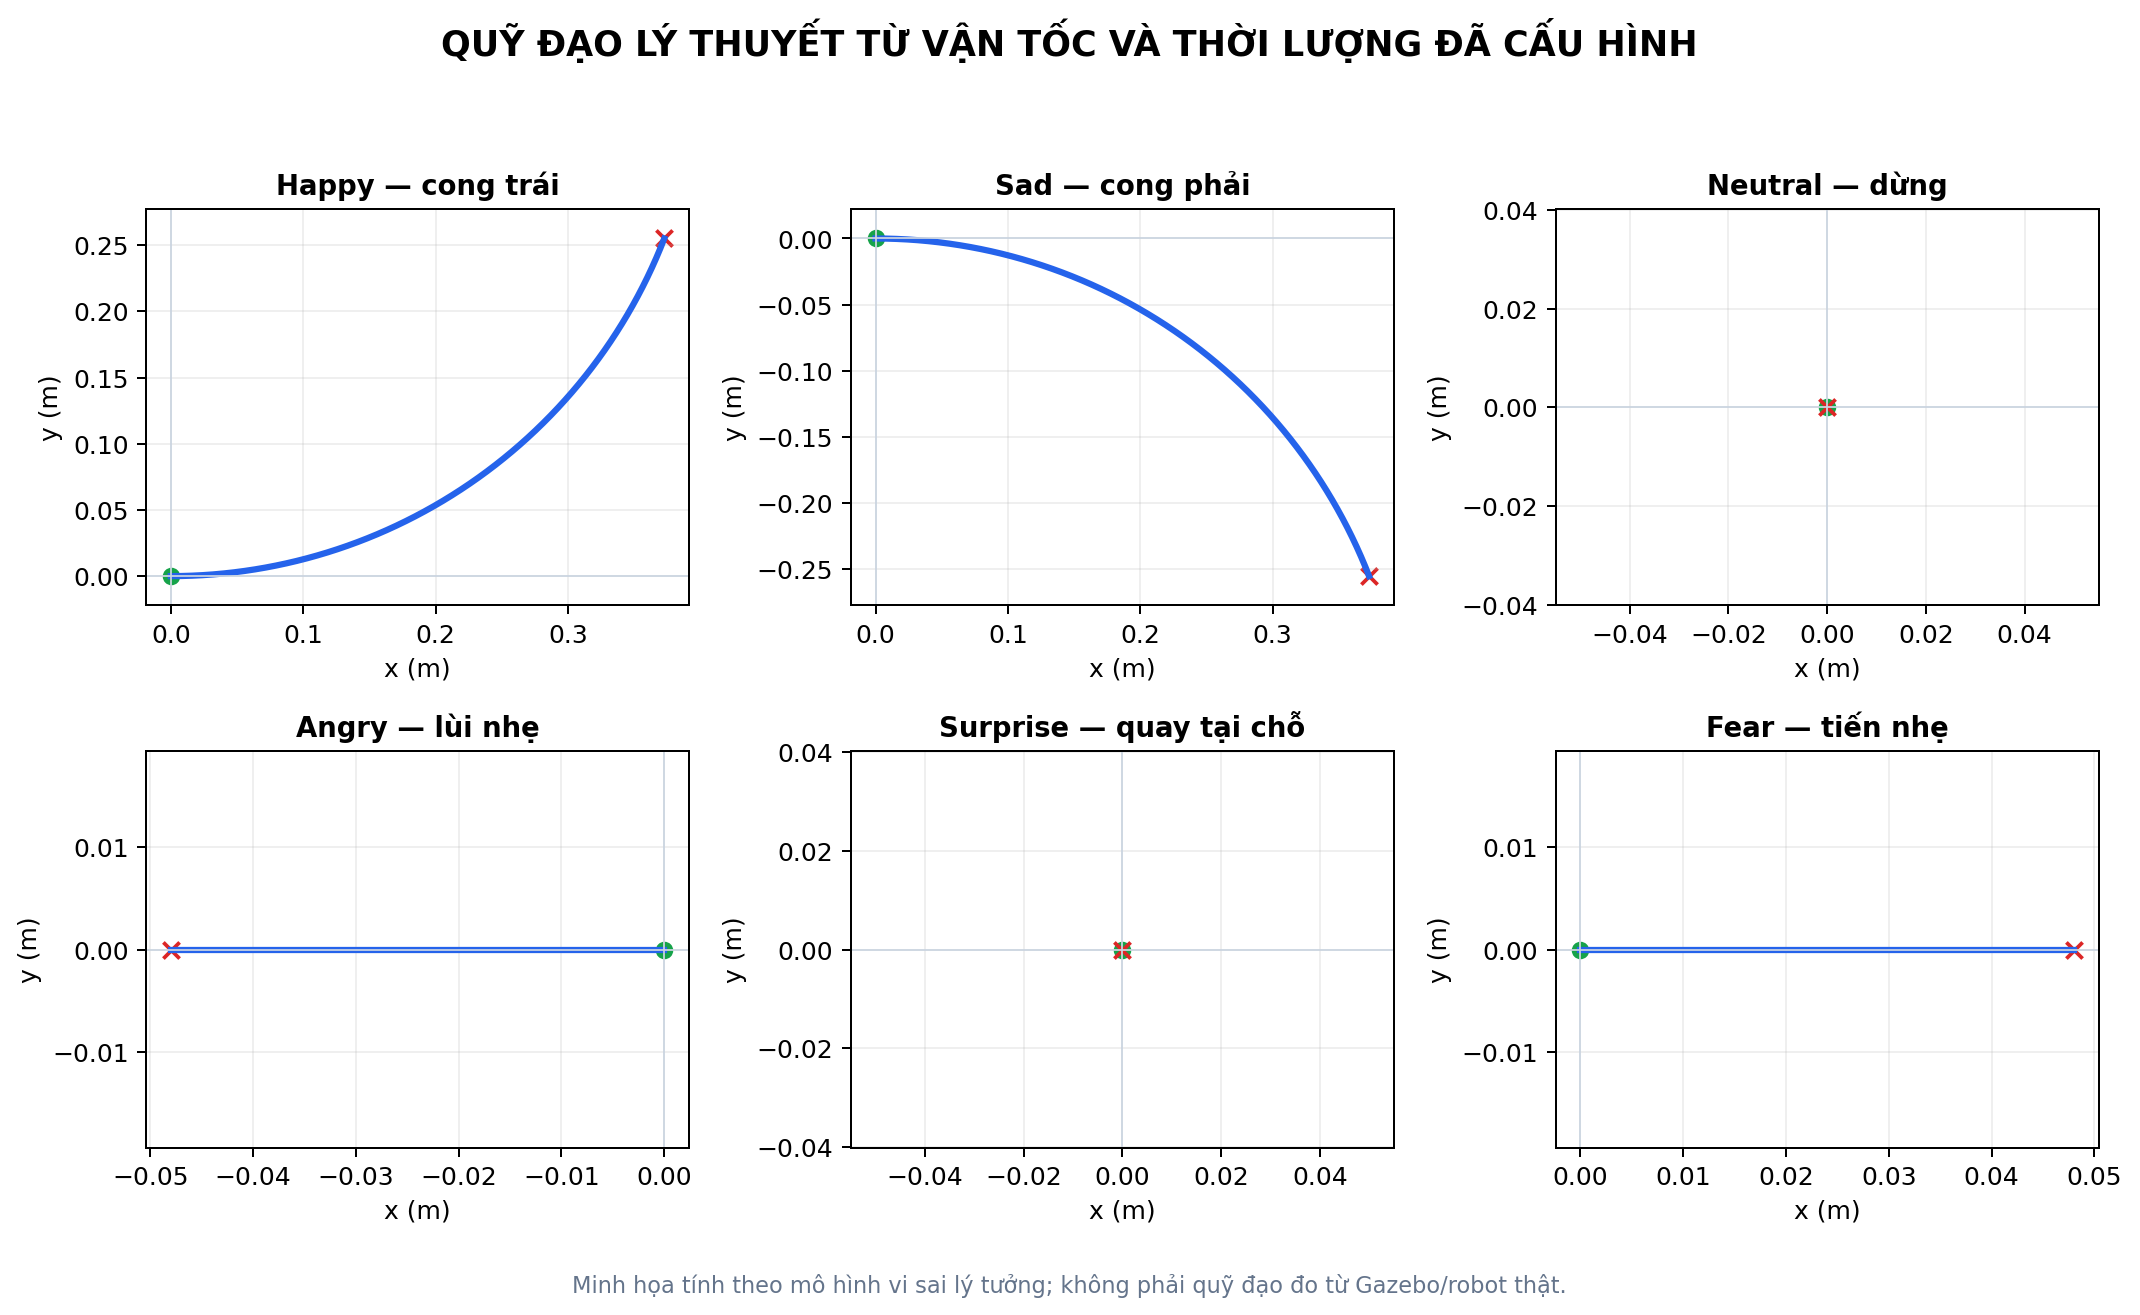 QUỸ ĐẠO LÝ THUYẾT TỪ VẬN TỐC VÀ THỜI LƯỢNG ĐÃ CẤU HÌNH
Happy — cong trái
0.25
0.20
0.15
0.10
0.05
0.00
y (m)
0.0 0.1 0.2 0.3
x (m)
Sad — cong phải
0.00
−0.05
−0.10
−0.15
−0.20
−0.25
y (m)
0.0 0.1 0.2 0.3
x (m)
Neutral — dừng
0.04
0.02
0.00
−0.02
−0.04
y (m)
−0.04 −0.02 0.00 0.02 0.04
x (m)
Angry — lùi nhẹ
0.01
0.00
−0.01
y (m)
−0.05 −0.04 −0.03 −0.02 −0.01 0.00
x (m)
Surprise — quay tại chỗ
0.04
0.02
0.00
−0.02
−0.04
y (m)
−0.04 −0.02 0.00 0.02 0.04
x (m)
Fear — tiến nhẹ
0.01
0.00
−0.01
y (m)
0.00 0.01 0.02 0.03 0.04 0.05
x (m)
Minh họa tính theo mô hình vi sai lý tưởng; không phải quỹ đạo đo từ Gazebo/robot thật.